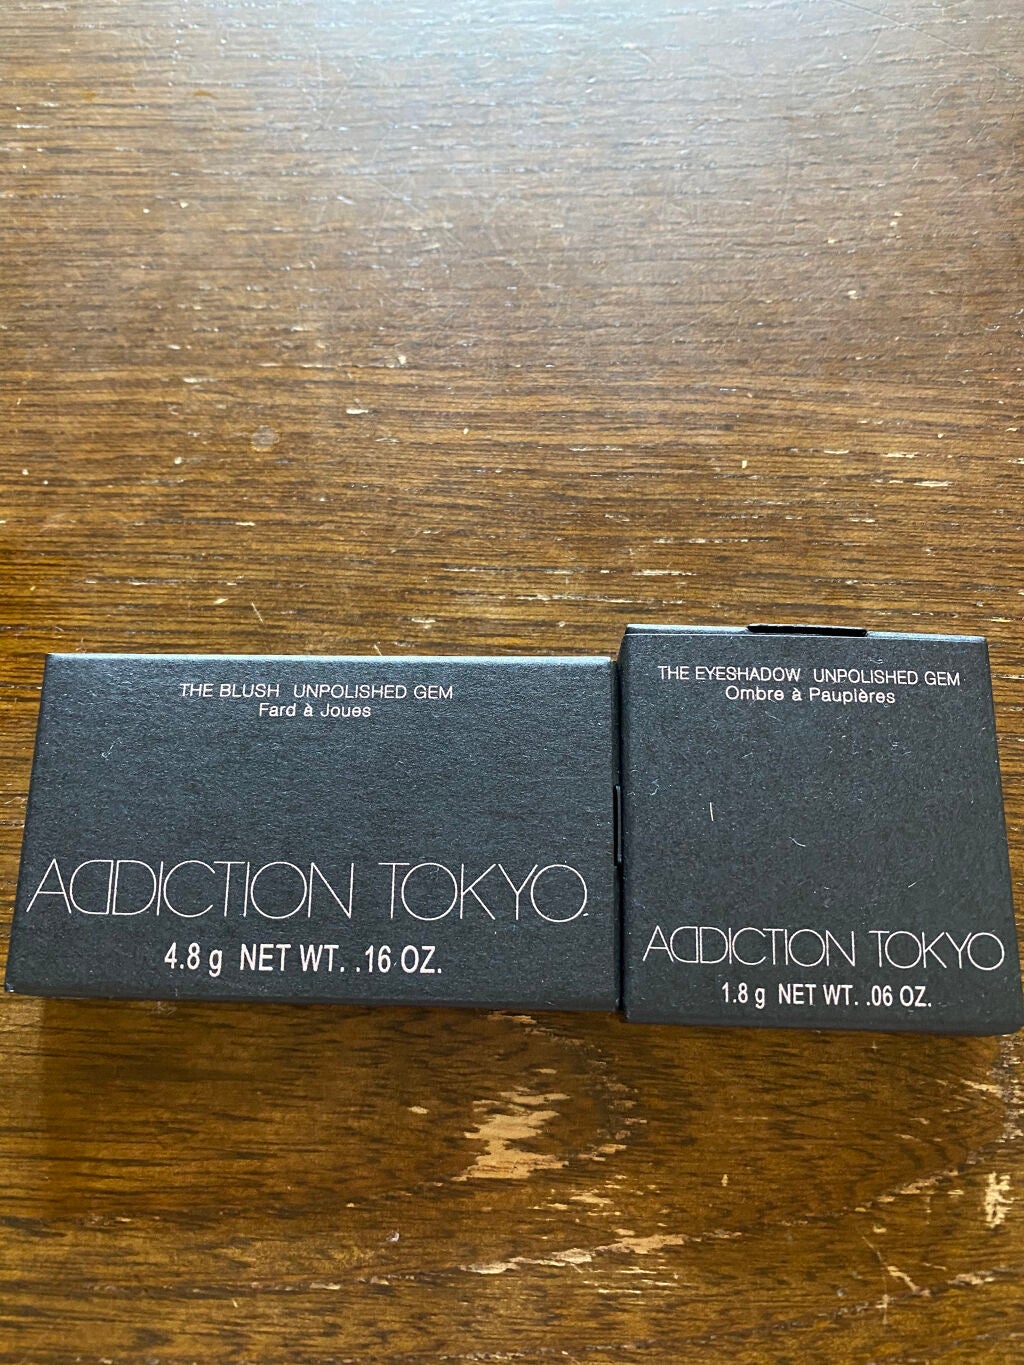 THE BLUSH UNPOLISHED GEM
Fard à Joues
ADDICTION TOKYO
4.8 g NET WT. .16 OZ.
THE EYESHADOW UNPOLISHED GEM
Ombre à Paupières
ADDICTION TOKYO
1.8 g NET WT. .06 OZ.